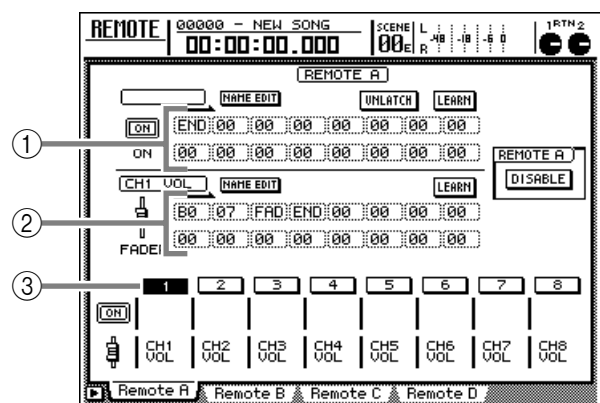 REMOTE 00000 - NEW SONG 00:00:00.000 SCENE 00E L R -48 -18 -6 0 1RTN2
REMOTE A
NAME EDIT UNLATCH LEARN
1 ON END 00 00 00 00 00 00 00
ON 00 00 00 00 00 00 00 00
REMOTE A
DISABLE
CH1 VOL NAME EDIT LEARN
2 B0 07 FAD END 00 00 00 00
FADER 00 00 00 00 00 00 00 00
3 1 2 3 4 5 6 7 8
ON
CH1 VOL CH2 VOL CH3 VOL CH4 VOL CH5 VOL CH6 VOL CH7 VOL CH8 VOL
Remote A Remote B Remote C Remote D